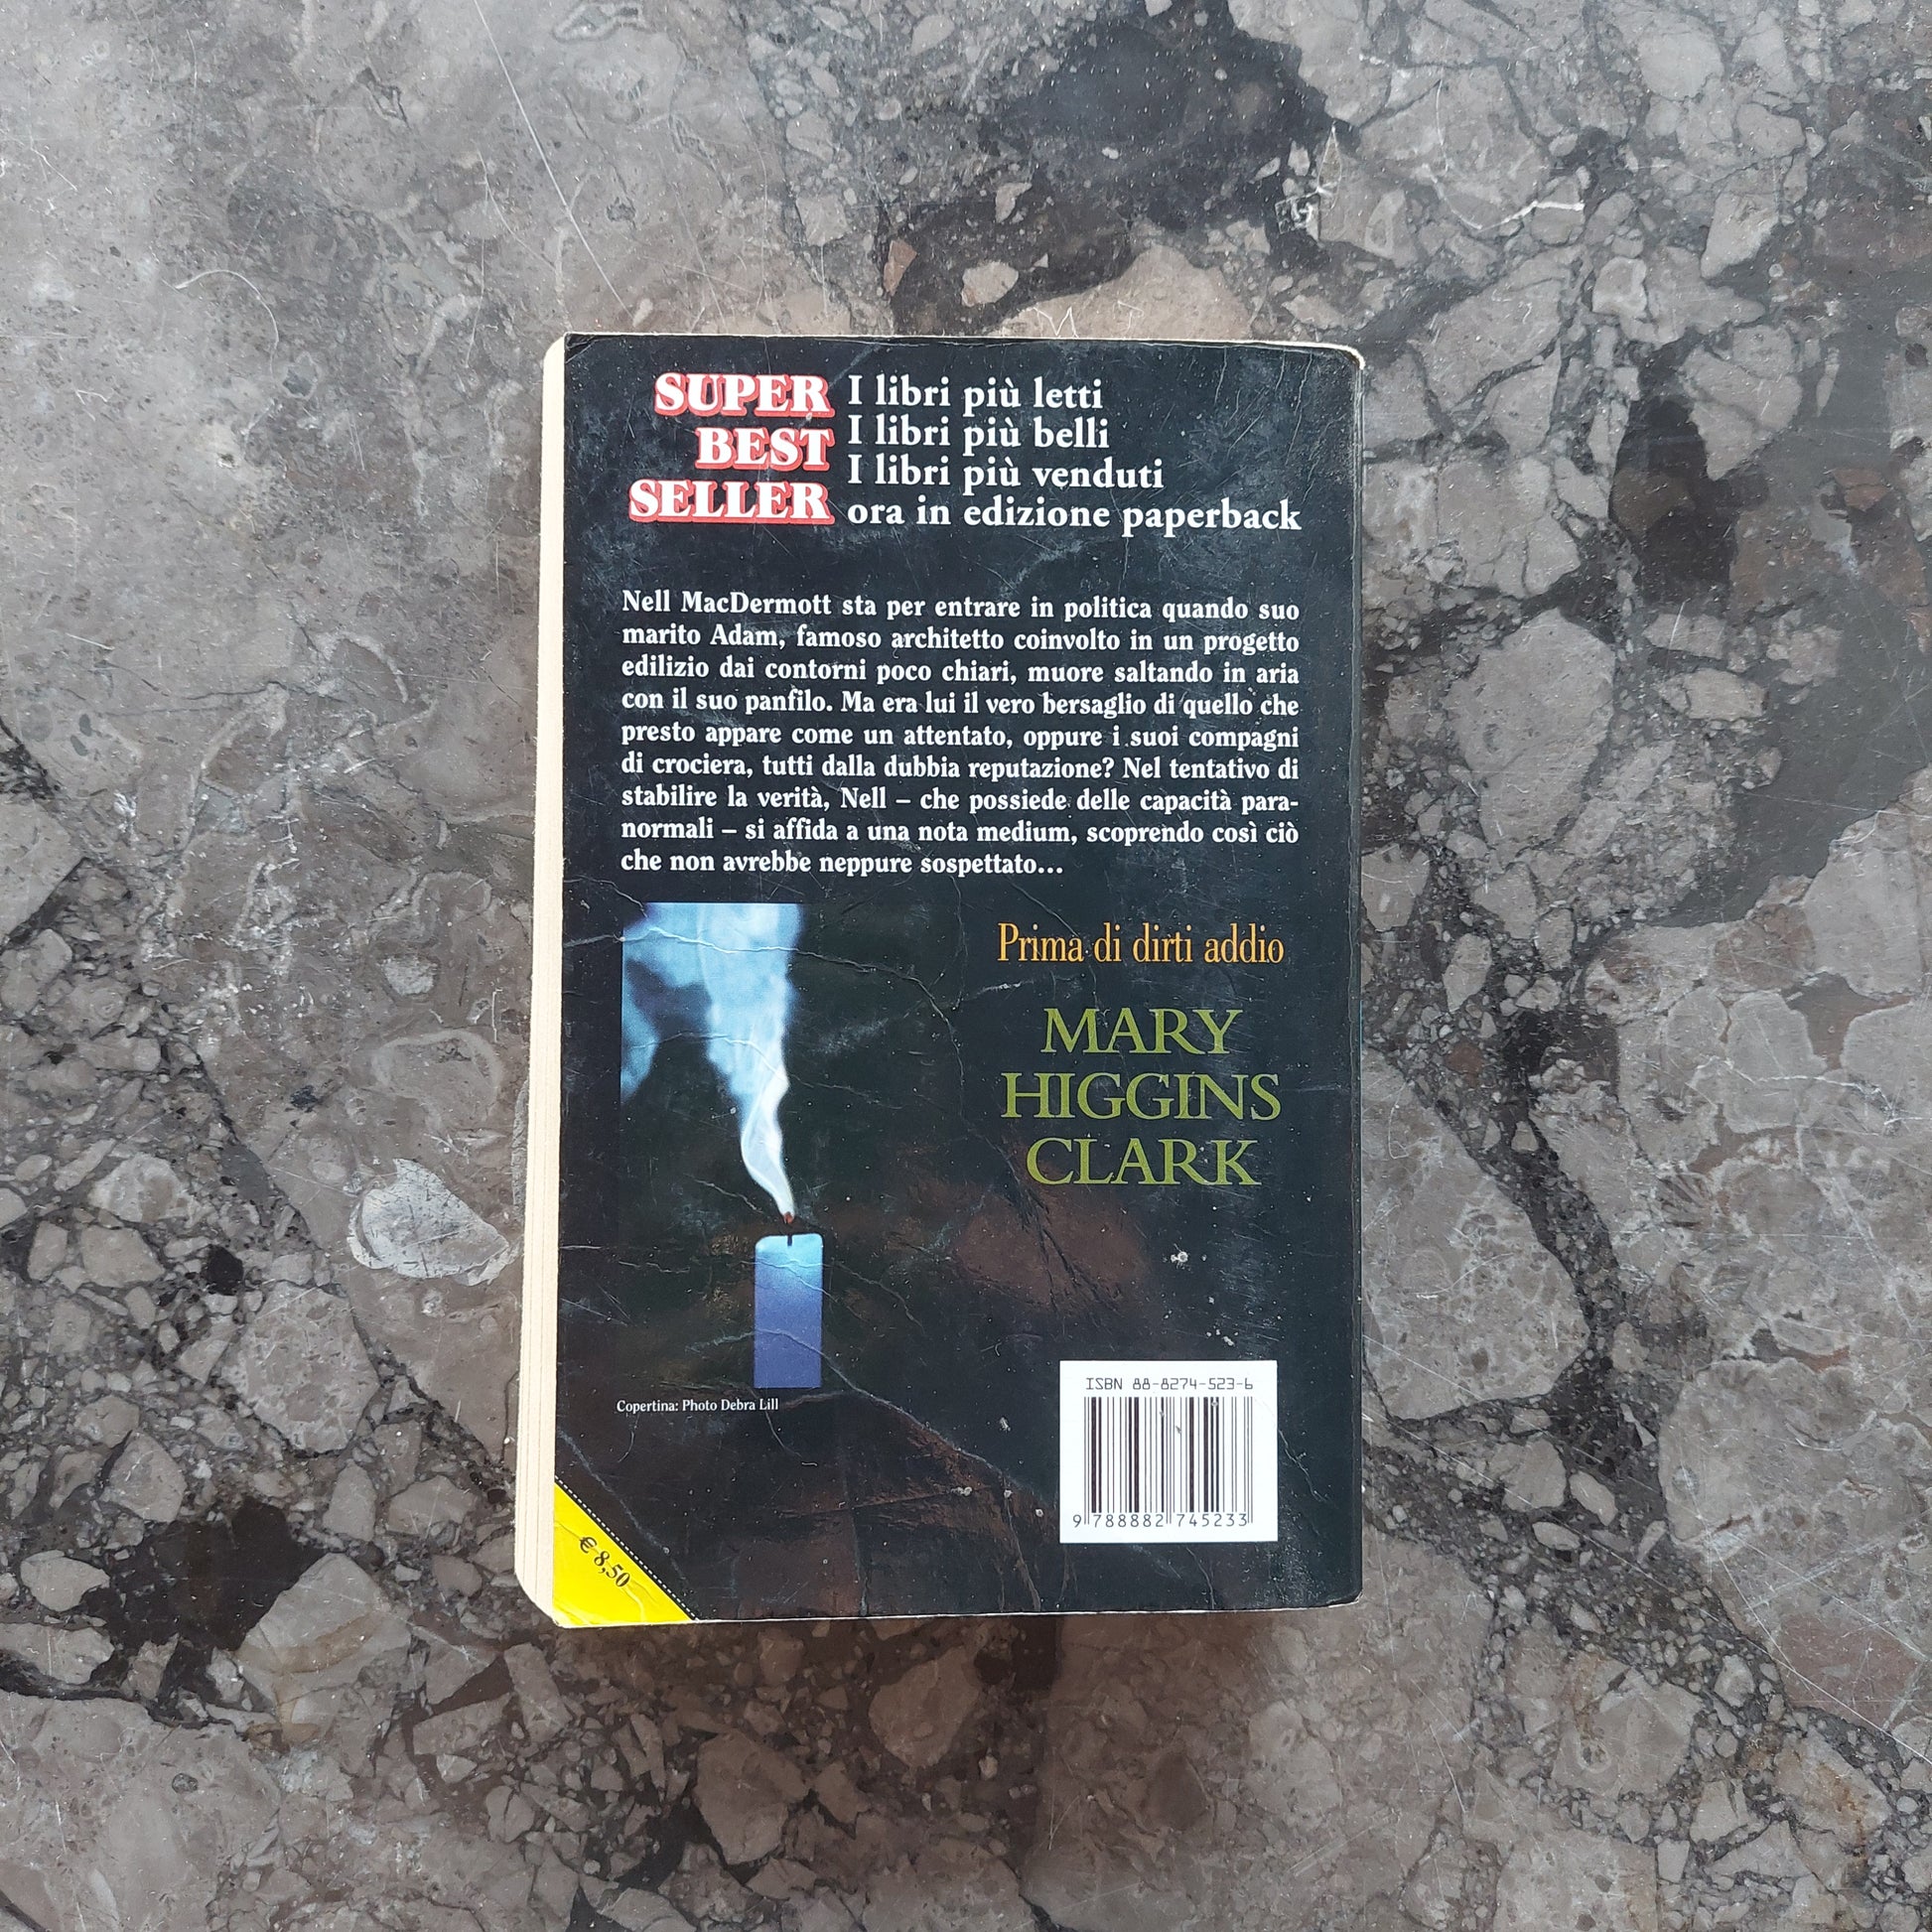 SUPER
BEST
SELLER
I libri più letti
I libri più belli
I libri più venduti
ora in edizione paperback
Nell MacDermott sta per entrare in politica quando suo
marito Adam, famoso architetto coinvolto in un progetto
edilizio dai contorni poco chiari, muore saltando in aria
con il suo panfilo. Ma era lui il vero bersaglio di quello che
presto appare come un attentato, oppure i suoi compagni
di crociera, tutti dalla dubbia reputazione? Nel tentativo di
stabilire la verità, Nell – che possiede delle capacità para-
normali – si affida a una nota medium, scoprendo così ciò
che non avrebbe neppure sospettato...
Prima di dirti addio
MARY
HIGGINS
CLARK
Copertina: Photo Debra Lill
ISBN 88-8274-523-6
9 788882 745233
€ 8,50